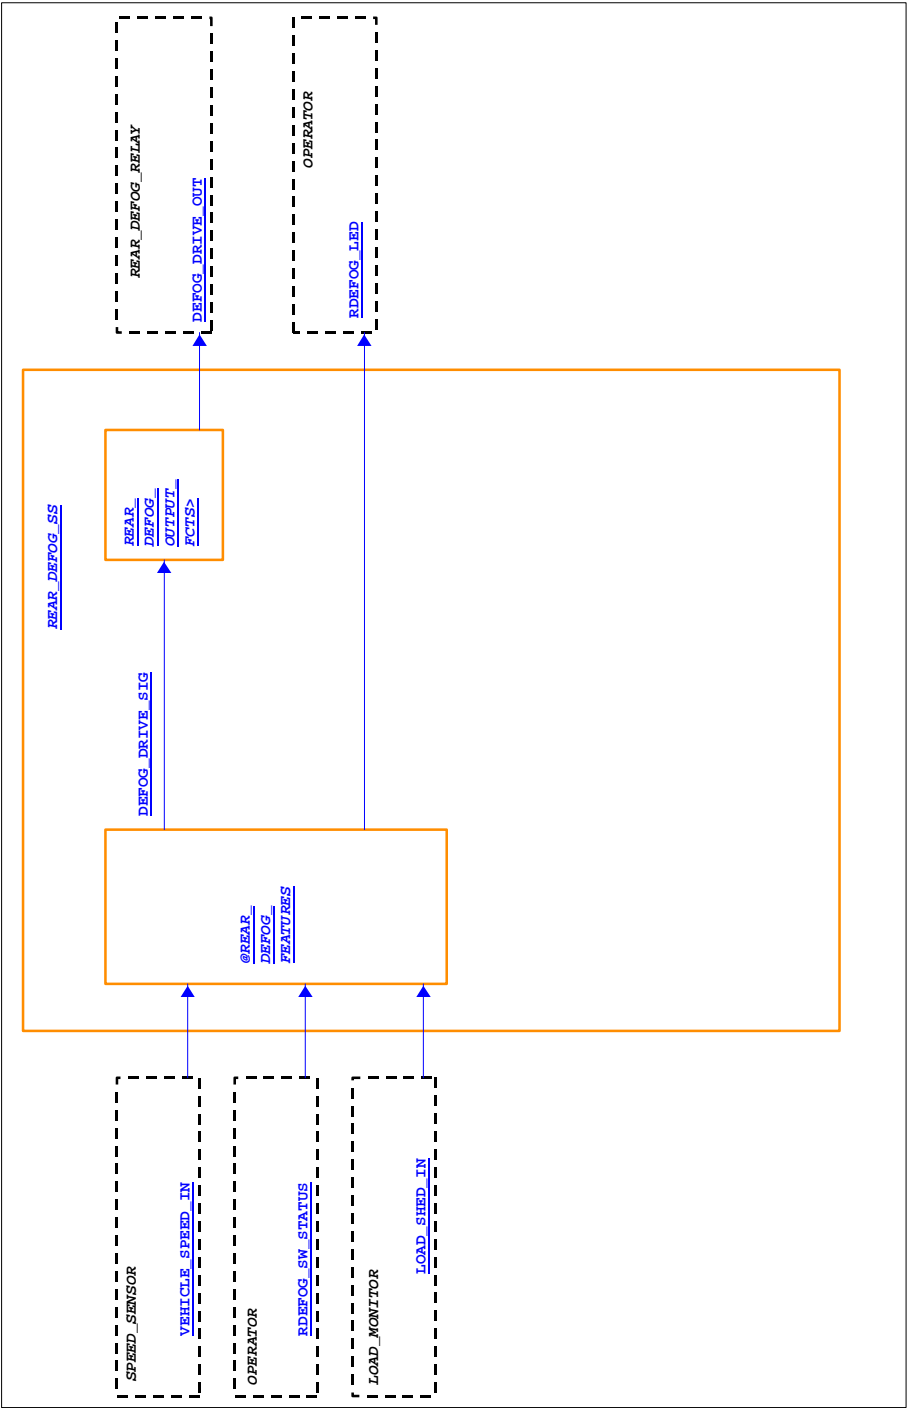 REAR_DEFOG_SS
SPEED_SENSOR
VEHICLE_SPEED_IN
OPERATOR
RDEFOG_SW_STATUS
LOAD_MONITOR
LOAD_SHED_IN
@REAR_
DEFOG_
FEATURES
DEFOG_DRIVE_SIG
REAR_
DEFOG_
OUTPUT_
FCTS>
REAR_DEFOG_RELAY
DEFOG_DRIVE_OUT
OPERATOR
RDEFOG_LED